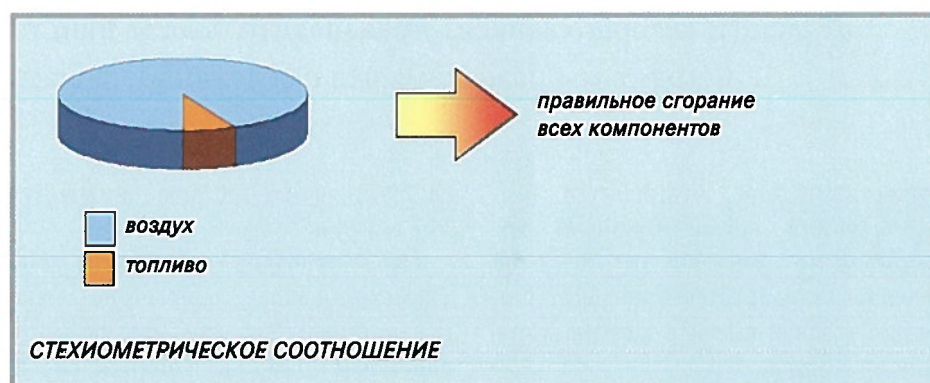 правильное сгорание
всех компонентов
воздух
топливо
СТЕХИОМЕТРИЧЕСКОЕ СООТНОШЕНИЕ